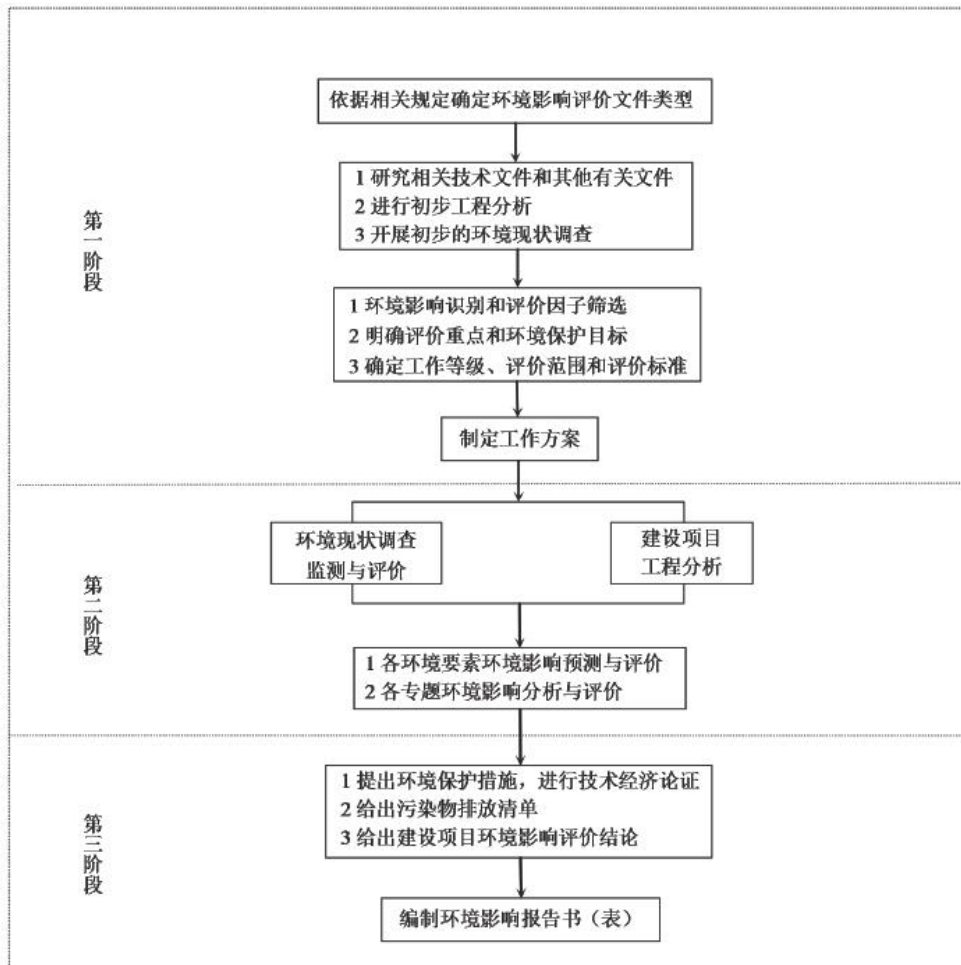 第一阶段
依据相关规定确定环境影响评价文件类型
1 研究相关技术文件和其他有关文件
2 进行初步工程分析
3 开展初步的环境现状调查
1 环境影响识别和评价因子筛选
2 明确评价重点和环境保护目标
3 确定工作等级、评价范围和评价标准
制定工作方案
第二阶段
环境现状调查
监测与评价
建设项目
工程分析
1 各环境要素环境影响预测与评价
2 各专题环境影响分析与评价
第三阶段
1 提出环境保护措施，进行技术经济论证
2 给出污染物排放清单
3 给出建设项目环境影响评价结论
编制环境影响报告书（表）